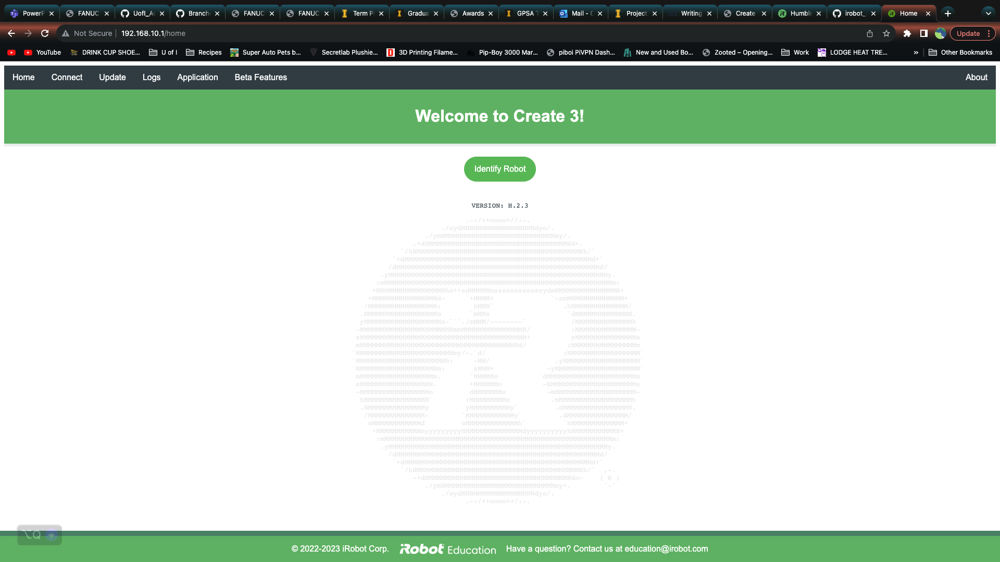 PowerP
FANUC
UofI_Ac
Branche
FANUC
FANUC
Term P
Gradua
Awards
GPSA T
Mail - C
Project
Writing
Create
Humble
irobot_
Home
Not Secure
192.168.10.1/home
Update
YouTube
DRINK CUP SHOE...
U of I
Recipes
Super Auto Pets b...
Secretlab Plushie...
3D Printing Filame...
Pip-Boy 3000 Mar...
piboi PiVPN Dash...
New and Used Bo...
Zooted – Opening...
Work
LODGE HEAT TRE...
»
Other Bookmarks
Home
Connect
Update
Logs
Application
Beta Features
About
Welcome to Create 3!
Identify Robot
VERSION: H.2.3
( R )
⌥Q
© 2022-2023 iRobot Corp.
iRobot Education
Have a question? Contact us at education@irobot.com